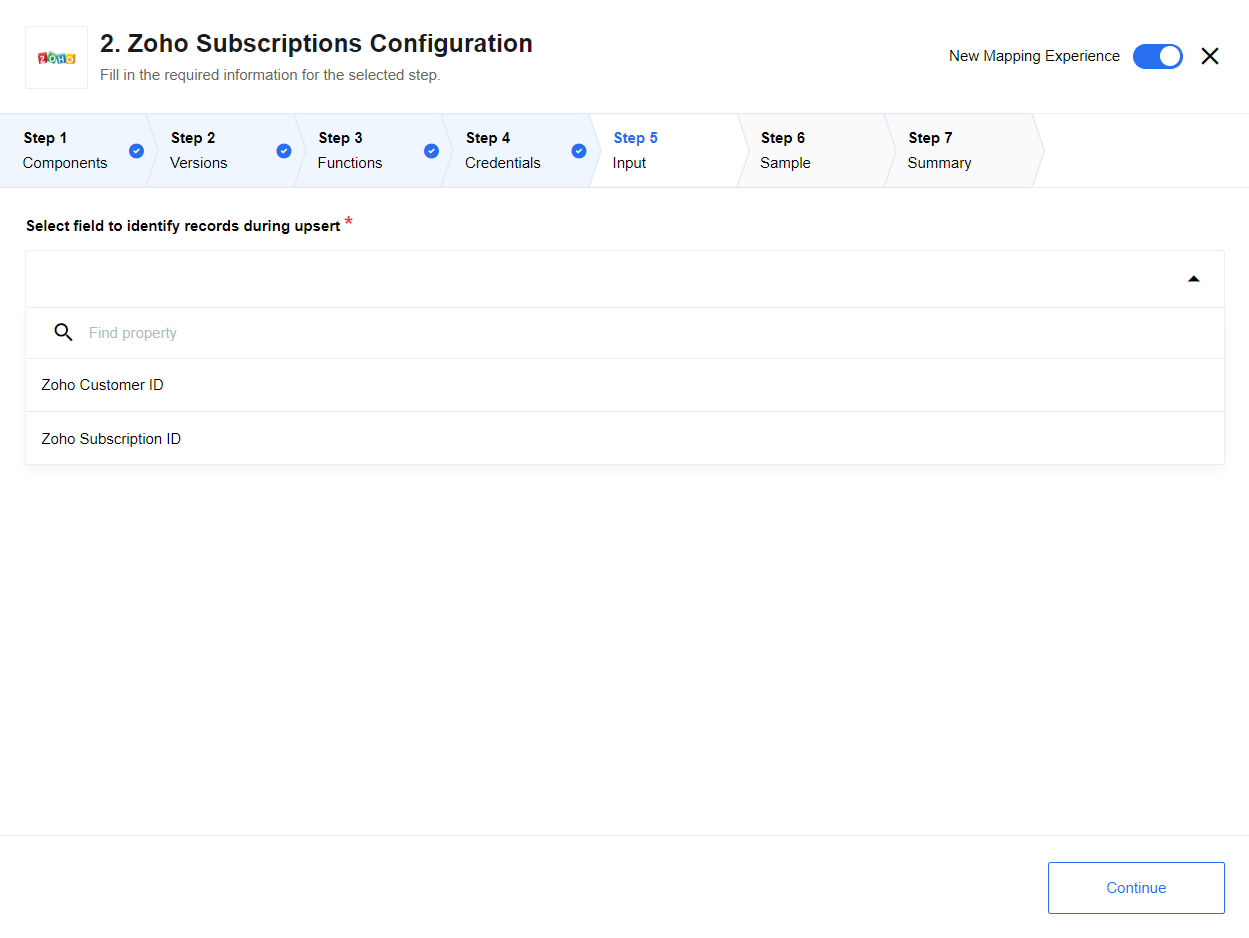 ZOHO
2. Zoho Subscriptions Configuration
Fill in the required information for the selected step.
New Mapping Experience
Step 1
Components
Step 2
Versions
Step 3
Functions
Step 4
Credentials
Step 5
Input
Step 6
Sample
Step 7
Summary
Select field to identify records during upsert *
Find property
Zoho Customer ID
Zoho Subscription ID
Continue